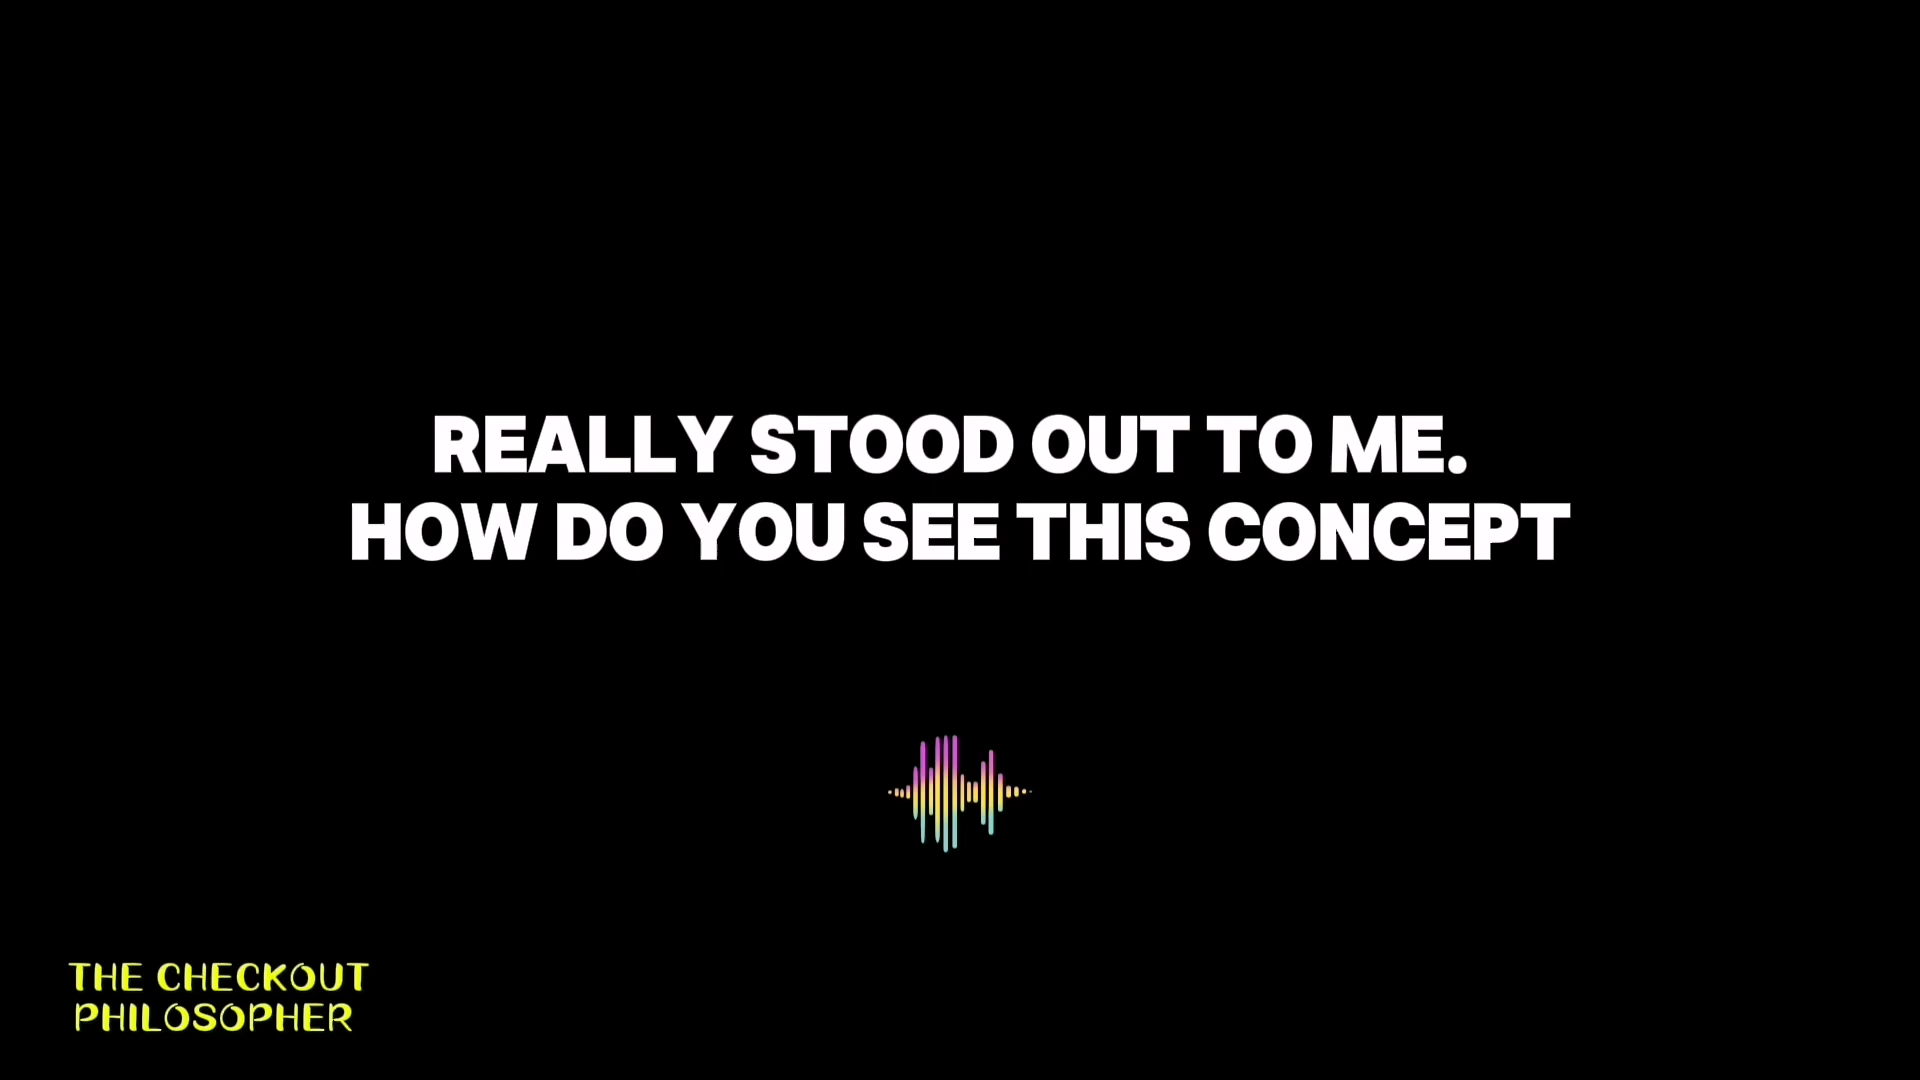 REALLY STOOD OUT TO ME.
HOW DO YOU SEE THIS CONCEPT
THE CHECKOUT
PHILOSOPHER